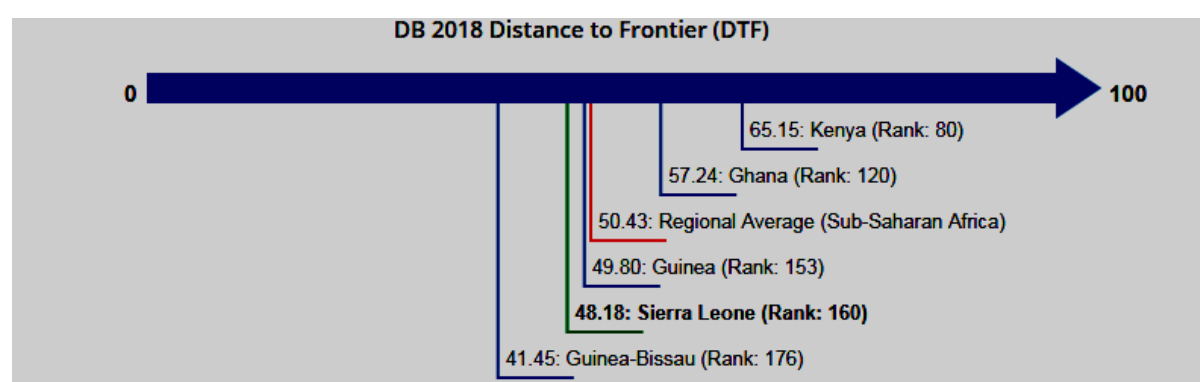 DB 2018 Distance to Frontier (DTF)
0
100
65.15: Kenya (Rank: 80)
57.24: Ghana (Rank: 120)
50.43: Regional Average (Sub-Saharan Africa)
49.80: Guinea (Rank: 153)
48.18: Sierra Leone (Rank: 160)
41.45: Guinea-Bissau (Rank: 176)